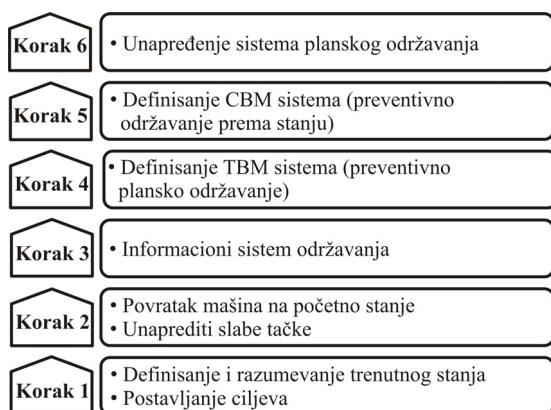 Korak 6
• Unapređenje sistema planskog održavanja
Korak 5
• Definisanje CBM sistema (preventivno
održavanje prema stanju)
Korak 4
• Definisanje TBM sistema (preventivno
plansko održavanje)
Korak 3
• Informacioni sistem održavanja
Korak 2
• Povratak mašina na početno stanje
• Unaprediti slabe tačke
Korak 1
• Definisanje i razumevanje trenutnog stanja
• Postavljanje ciljeva